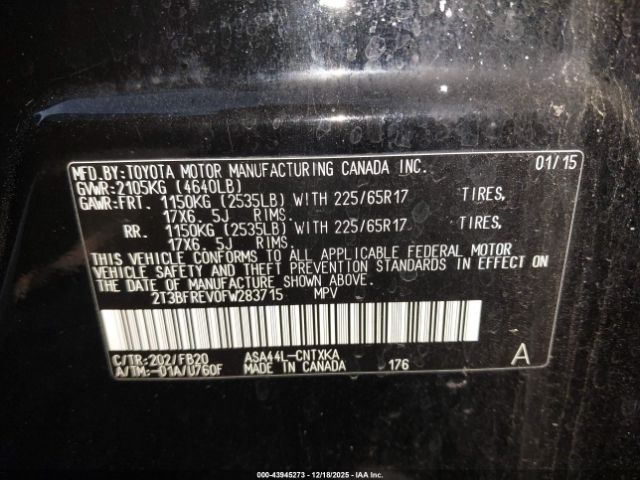 MFD.BY:TOYOTA MOTOR MANUFACTURING CANADA INC. 01/15
GVWR:2105KG (4640LB)
GAWR:FRT. 1150KG (2535LB) WITH 225/65R17 TIRES,
17X6. 5J RIMS.
RR. 1150KG (2535LB) WITH 225/65R17 TIRES,
17X6. 5J RIMS.
THIS VEHICLE CONFORMS TO ALL APPLICABLE FEDERAL MOTOR
VEHICLE SAFETY AND THEFT PREVENTION STANDARDS IN EFFECT ON
THE DATE OF MANUFACTURE SHOWN ABOVE.
2T3BFREV0FW283715 MPV
C/TR:202/FB20 ASA44L-CNTXKA A
A/TM:-01A/U760F MADE IN CANADA 176
000-43945273 - 12/18/2025 - IAAI.com